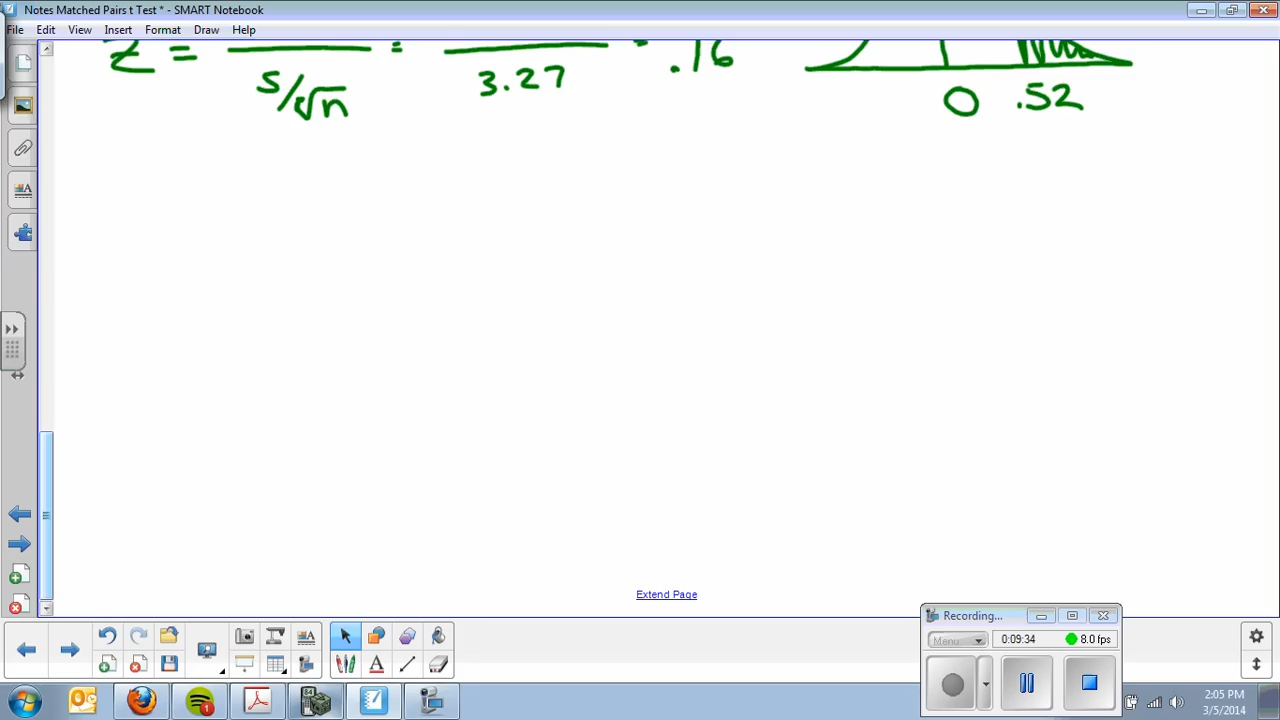 Notes Matched Pairs t Test * - SMART Notebook
File Edit View Insert Format Draw Help
Z = = = .16
S/√n 3.27 0 .52
Extend Page
Recording...
Menu 0:09:34 8.0 fps
2:05 PM
3/5/2014